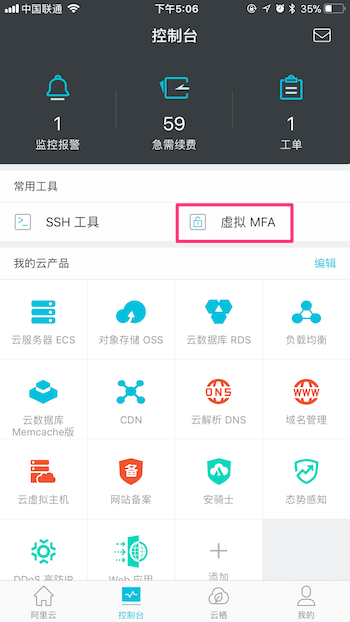 中国联通 下午5:06 35%
控制台
1 59 1
监控报警 急需续费 工单
常用工具
>_ SSH 工具 虚拟 MFA
我的云产品 编辑
云服务器 ECS 对象存储 OSS 云数据库 RDS 负载均衡
DNS WWW
云数据库 CDN 云解析 DNS 域名管理
Memcache版
备
云虚拟主机 网站备案 安骑士 态势感知
DDoS 高防IP Web 应用 添加
阿里云 控制台 云栖 我的